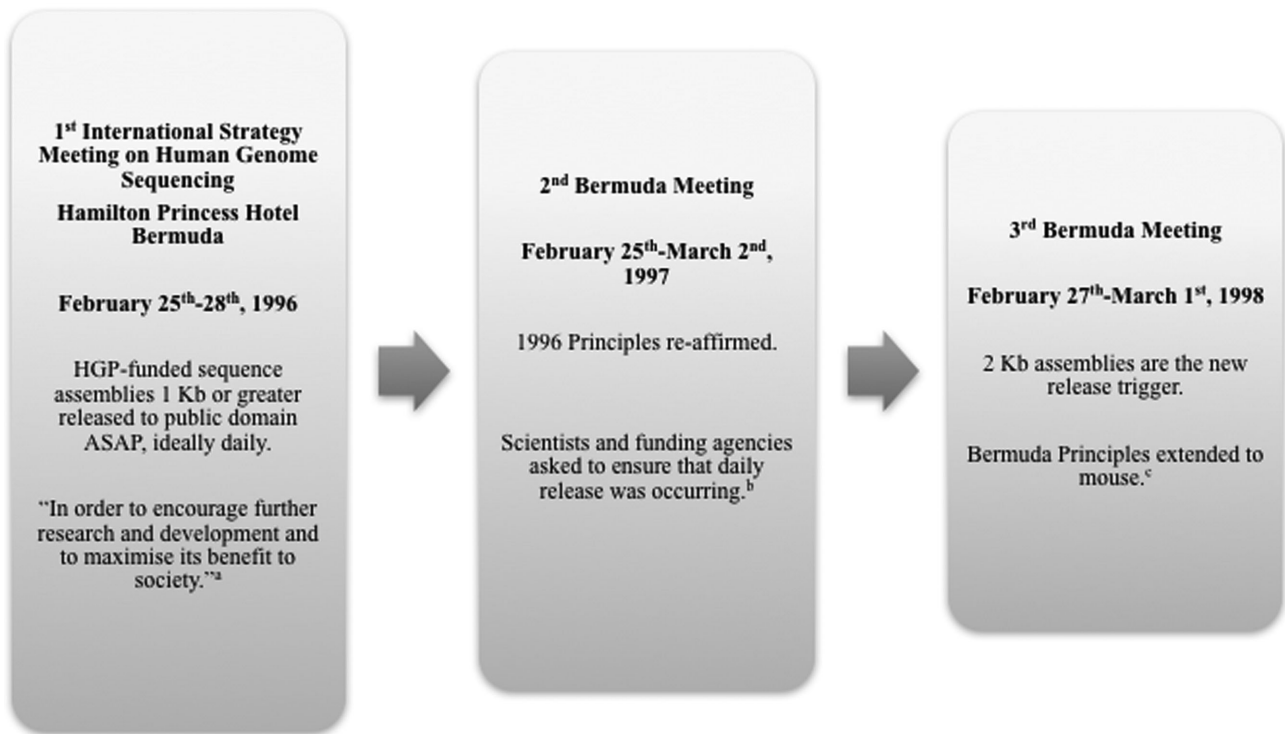 1st International Strategy
Meeting on Human Genome
Sequencing
Hamilton Princess Hotel
Bermuda
February 25th-28th, 1996
HGP-funded sequence
assemblies 1 Kb or greater
released to public domain
ASAP, ideally daily.
“In order to encourage further
research and development and
to maximise its benefit to
society.”a
2nd Bermuda Meeting
February 25th-March 2nd,
1997
1996 Principles re-affirmed.
Scientists and funding agencies
asked to ensure that daily
release was occurring.b
3rd Bermuda Meeting
February 27th-March 1st, 1998
2 Kb assemblies are the new
release trigger.
Bermuda Principles extended to
mouse.c